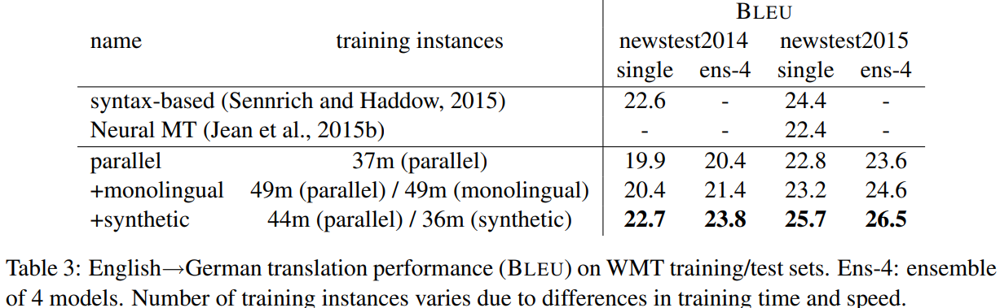 BLEU
name training instances newstest2014 newstest2015
single ens-4 single ens-4
syntax-based (Sennrich and Haddow, 2015) 22.6 - 24.4 -
Neural MT (Jean et al., 2015b) - - 22.4 -
parallel 37m (parallel) 19.9 20.4 22.8 23.6
+monolingual 49m (parallel) / 49m (monolingual) 20.4 21.4 23.2 24.6
+synthetic 44m (parallel) / 36m (synthetic) 22.7 23.8 25.7 26.5
Table 3: English→German translation performance (BLEU) on WMT training/test sets. Ens-4: ensemble
of 4 models. Number of training instances varies due to differences in training time and speed.